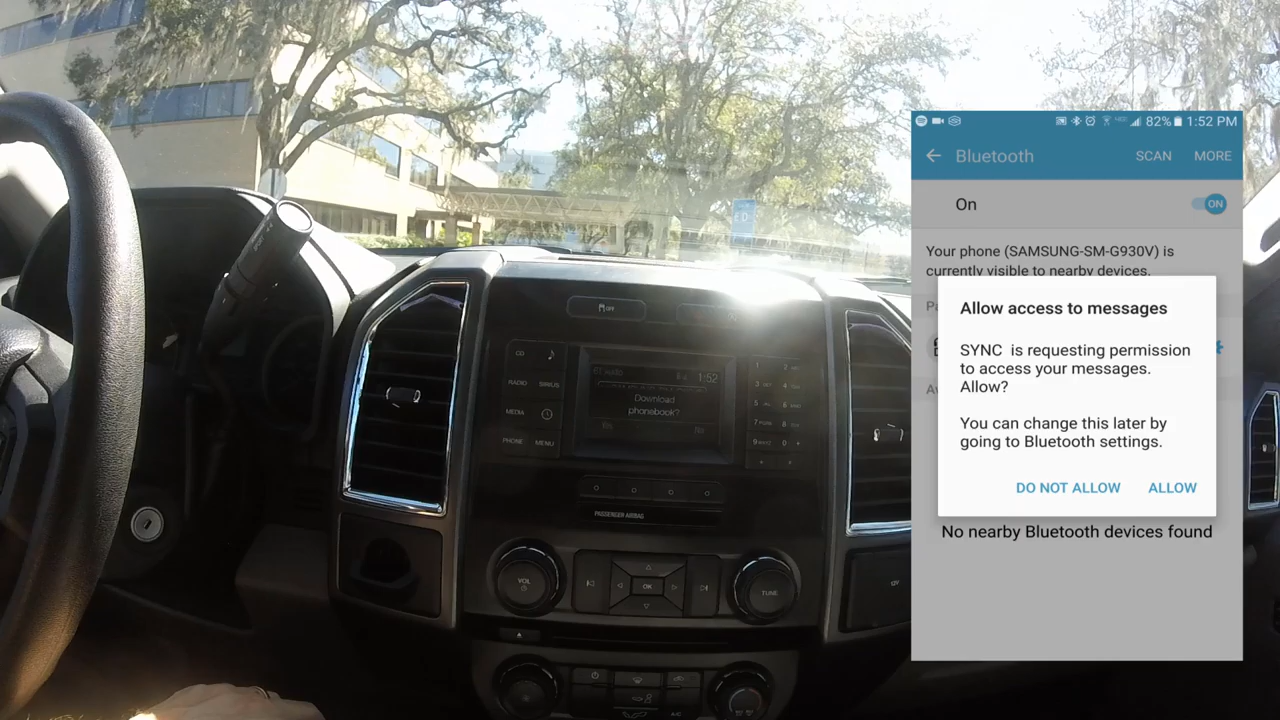 CD
RADIO
SIRIUS
MEDIA
PHONE
MENU
1:52
Download
phonebook?
No
OFF
PASSENGER AIRBAG
VOL
OK
TUNE
82% 1:52 PM
Bluetooth
SCAN
MORE
On
ON
Your phone (SAMSUNG-SM-G930V) is
currently visible to nearby devices.
Allow access to messages
SYNC is requesting permission
to access your messages.
Allow?
You can change this later by
going to Bluetooth settings.
DO NOT ALLOW
ALLOW
No nearby Bluetooth devices found